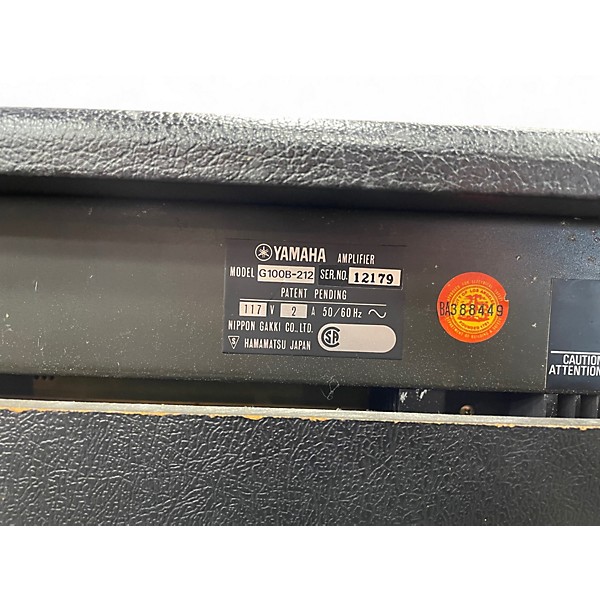 YAMAHA AMPLIFIER
MODEL G100B-212 SER.NO. 12179
PATENT PENDING
117 V 2 A 50/60Hz
NIPPON GAKKI CO., LTD.
S HAMAMATSU JAPAN
SA
BA388449
CAUTION
ATTENTION